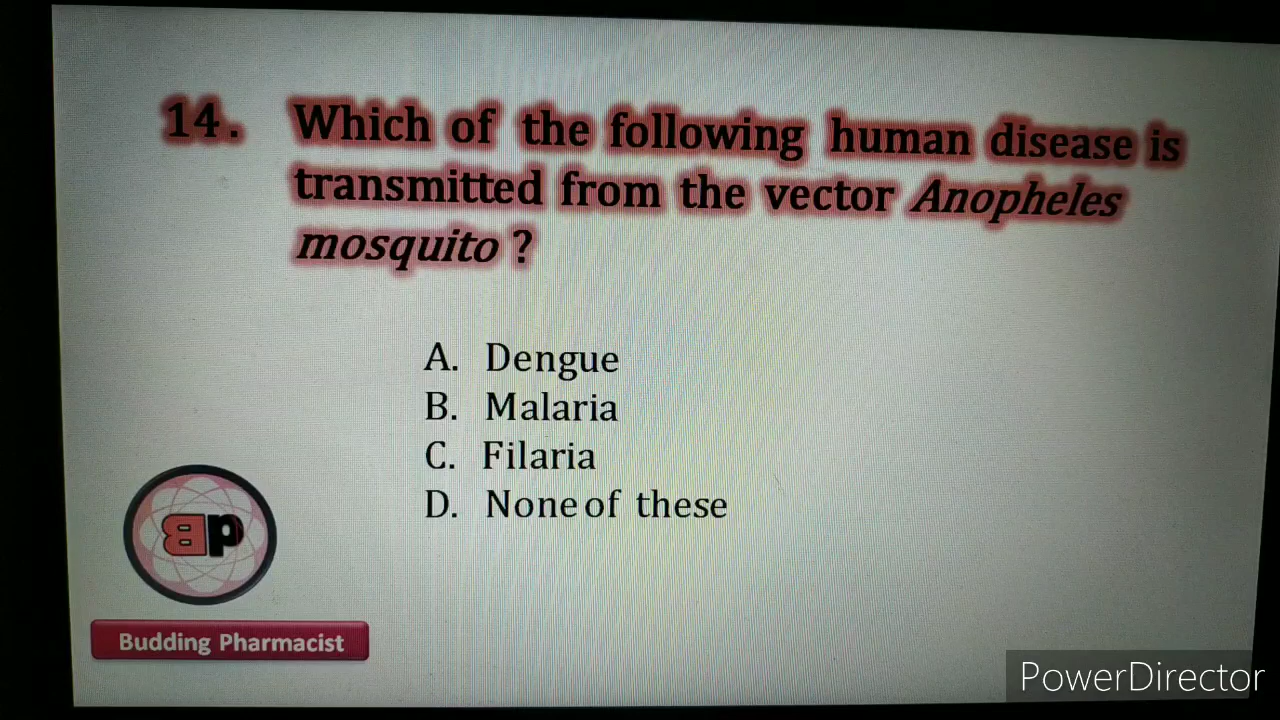 14. Which of the following human disease is
transmitted from the vector Anopheles
mosquito ?
A. Dengue
B. Malaria
C. Filaria
D. None of these
BP
Budding Pharmacist
PowerDirector